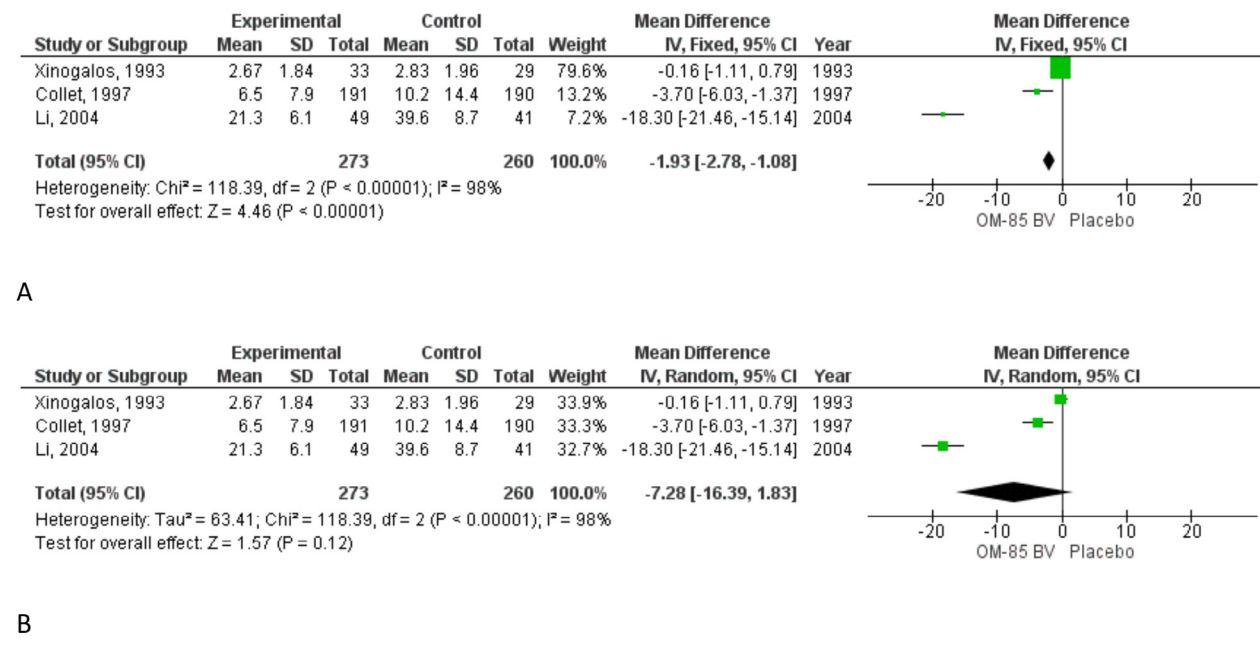 Experimental Control Mean Difference Mean Difference
Study or Subgroup Mean SD Total Mean SD Total Weight IV, Fixed, 95% CI Year IV, Fixed, 95% CI
Xinogalos, 1993 2.67 1.84 33 2.83 1.96 29 79.6% -0.16 [-1.11, 0.79] 1993
Collet, 1997 6.5 7.9 191 10.2 14.4 190 13.2% -3.70 [-6.03, -1.37] 1997
Li, 2004 21.3 6.1 49 39.6 8.7 41 7.2% -18.30 [-21.46, -15.14] 2004
Total (95% CI) 273 260 100.0% -1.93 [-2.78, -1.08]
Heterogeneity: Chi² = 118.39, df = 2 (P < 0.00001); I² = 98%
Test for overall effect: Z = 4.46 (P < 0.00001)
-20 -10 0 10 20
OM-85 BV Placebo
A
Experimental Control Mean Difference Mean Difference
Study or Subgroup Mean SD Total Mean SD Total Weight IV, Random, 95% CI Year IV, Random, 95% CI
Xinogalos, 1993 2.67 1.84 33 2.83 1.96 29 33.9% -0.16 [-1.11, 0.79] 1993
Collet, 1997 6.5 7.9 191 10.2 14.4 190 33.3% -3.70 [-6.03, -1.37] 1997
Li, 2004 21.3 6.1 49 39.6 8.7 41 32.7% -18.30 [-21.46, -15.14] 2004
Total (95% CI) 273 260 100.0% -7.28 [-16.39, 1.83]
Heterogeneity: Tau² = 63.41; Chi² = 118.39, df = 2 (P < 0.00001); I² = 98%
Test for overall effect: Z = 1.57 (P = 0.12)
-20 -10 0 10 20
OM-85 BV Placebo
B